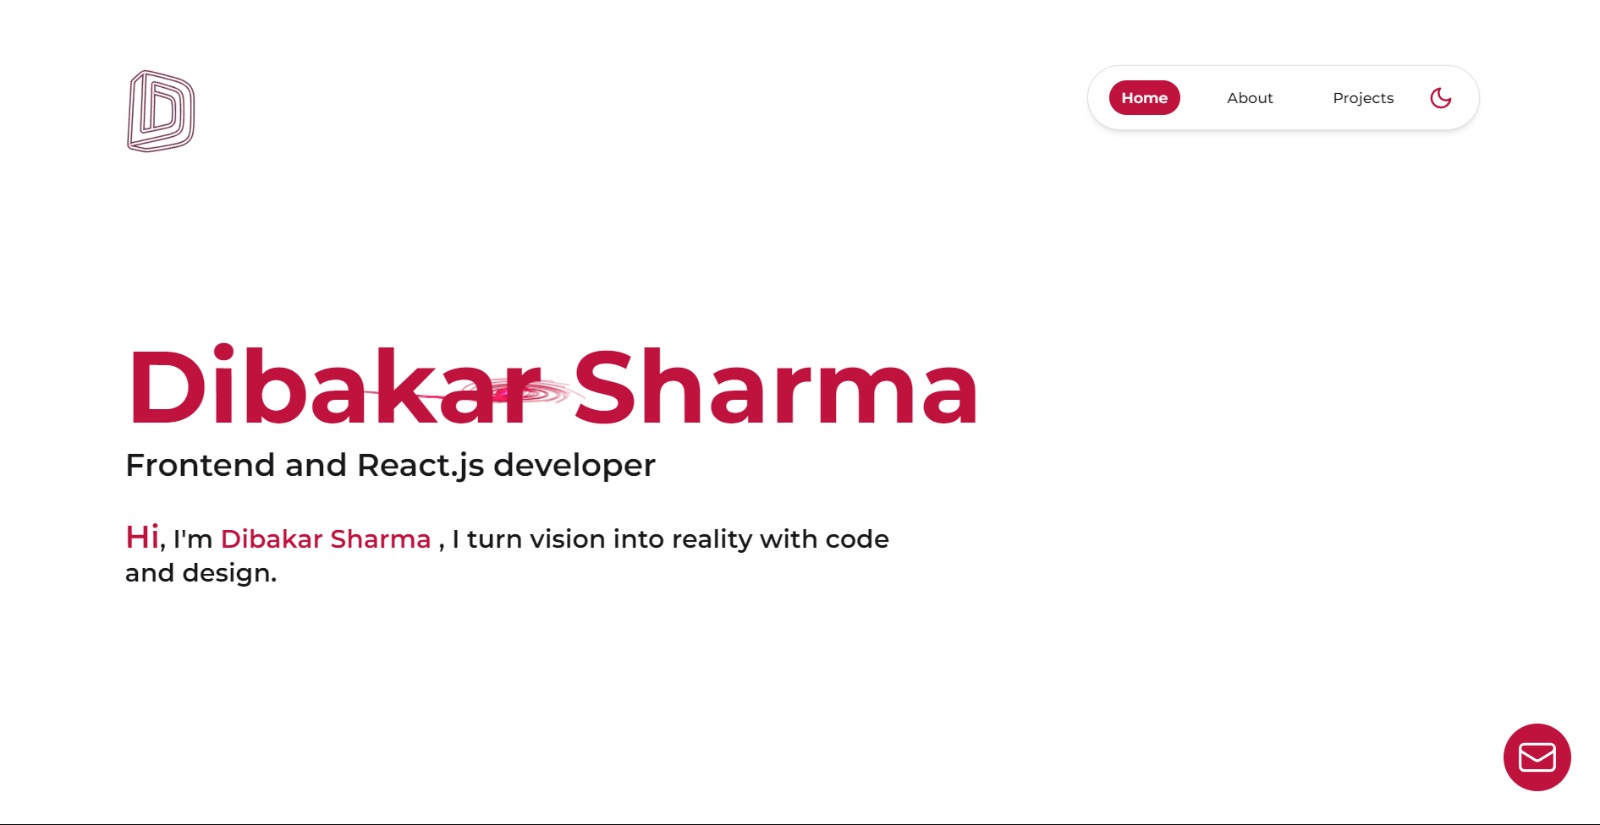 D
Home About Projects
Dibakar Sharma
Frontend and React.js developer
Hi, I'm Dibakar Sharma , I turn vision into reality with code
and design.